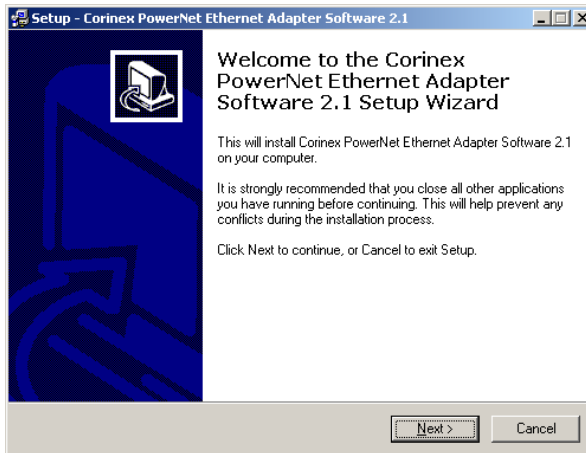 Setup - Corinex PowerNet Ethernet Adapter Software 2.1
Welcome to the Corinex
PowerNet Ethernet Adapter
Software 2.1 Setup Wizard
This will install Corinex PowerNet Ethernet Adapter Software 2.1
on your computer.
It is strongly recommended that you close all other applications
you have running before continuing. This will help prevent any
conflicts during the installation process.
Click Next to continue, or Cancel to exit Setup.
Next >
Cancel